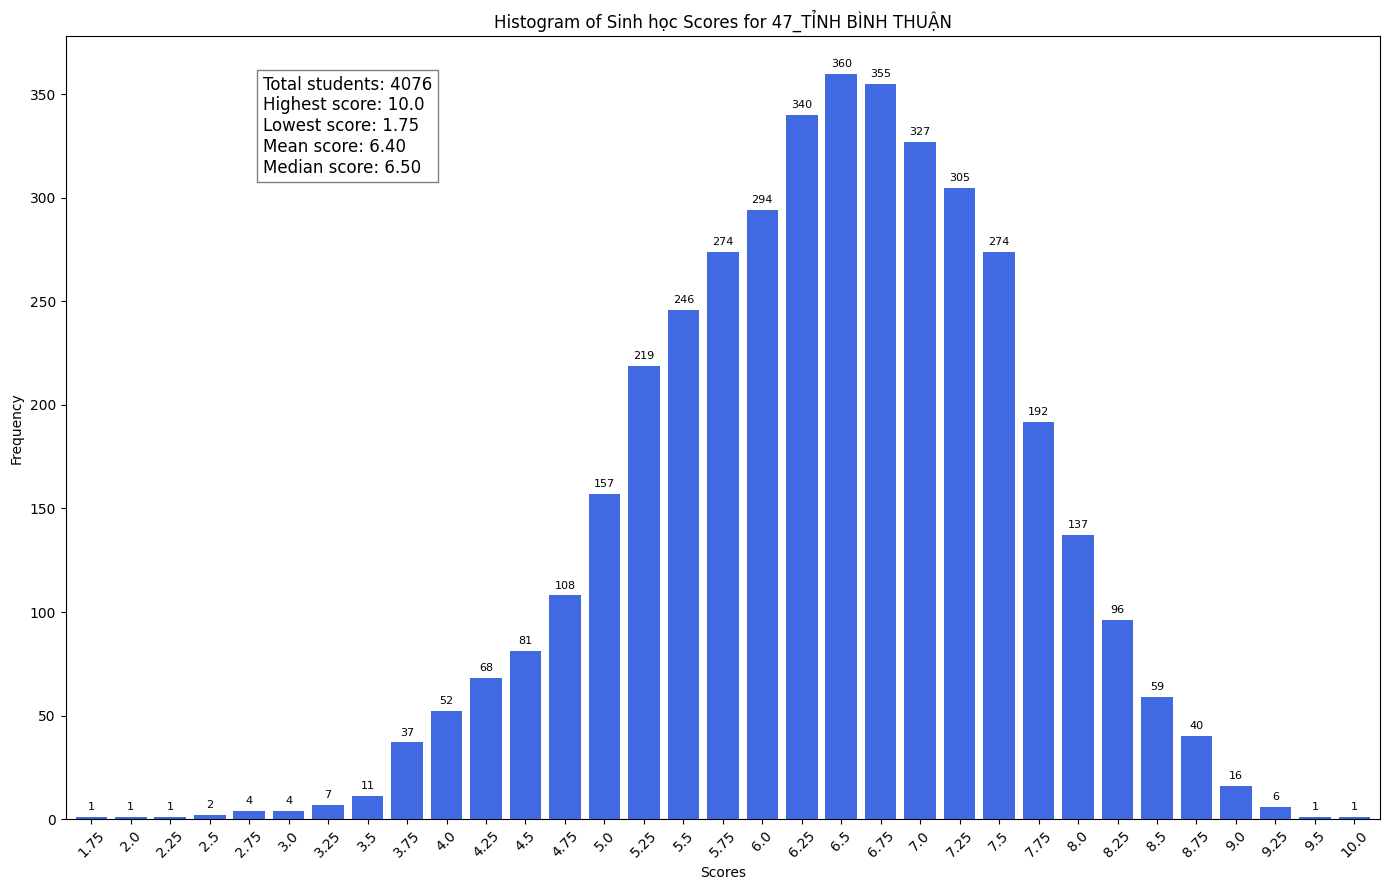 Histogram of Sinh học Scores for 47_TỈNH BÌNH THUẬN
Total students: 4076
Highest score: 10.0
Lowest score: 1.75
Mean score: 6.40
Median score: 6.50
Frequency
350
300
250
200
150
100
50
0
1 1 1 2 4 4 7 11 37 52 68 81 108 157 219 246 274 294 340 360 355 327 305 274 192 137 96 59 40 16 6 1 1
1.75 2.0 2.25 2.5 2.75 3.0 3.25 3.5 3.75 4.0 4.25 4.5 4.75 5.0 5.25 5.5 5.75 6.0 6.25 6.5 6.75 7.0 7.25 7.5 7.75 8.0 8.25 8.5 8.75 9.0 9.25 9.5 10.0
Scores